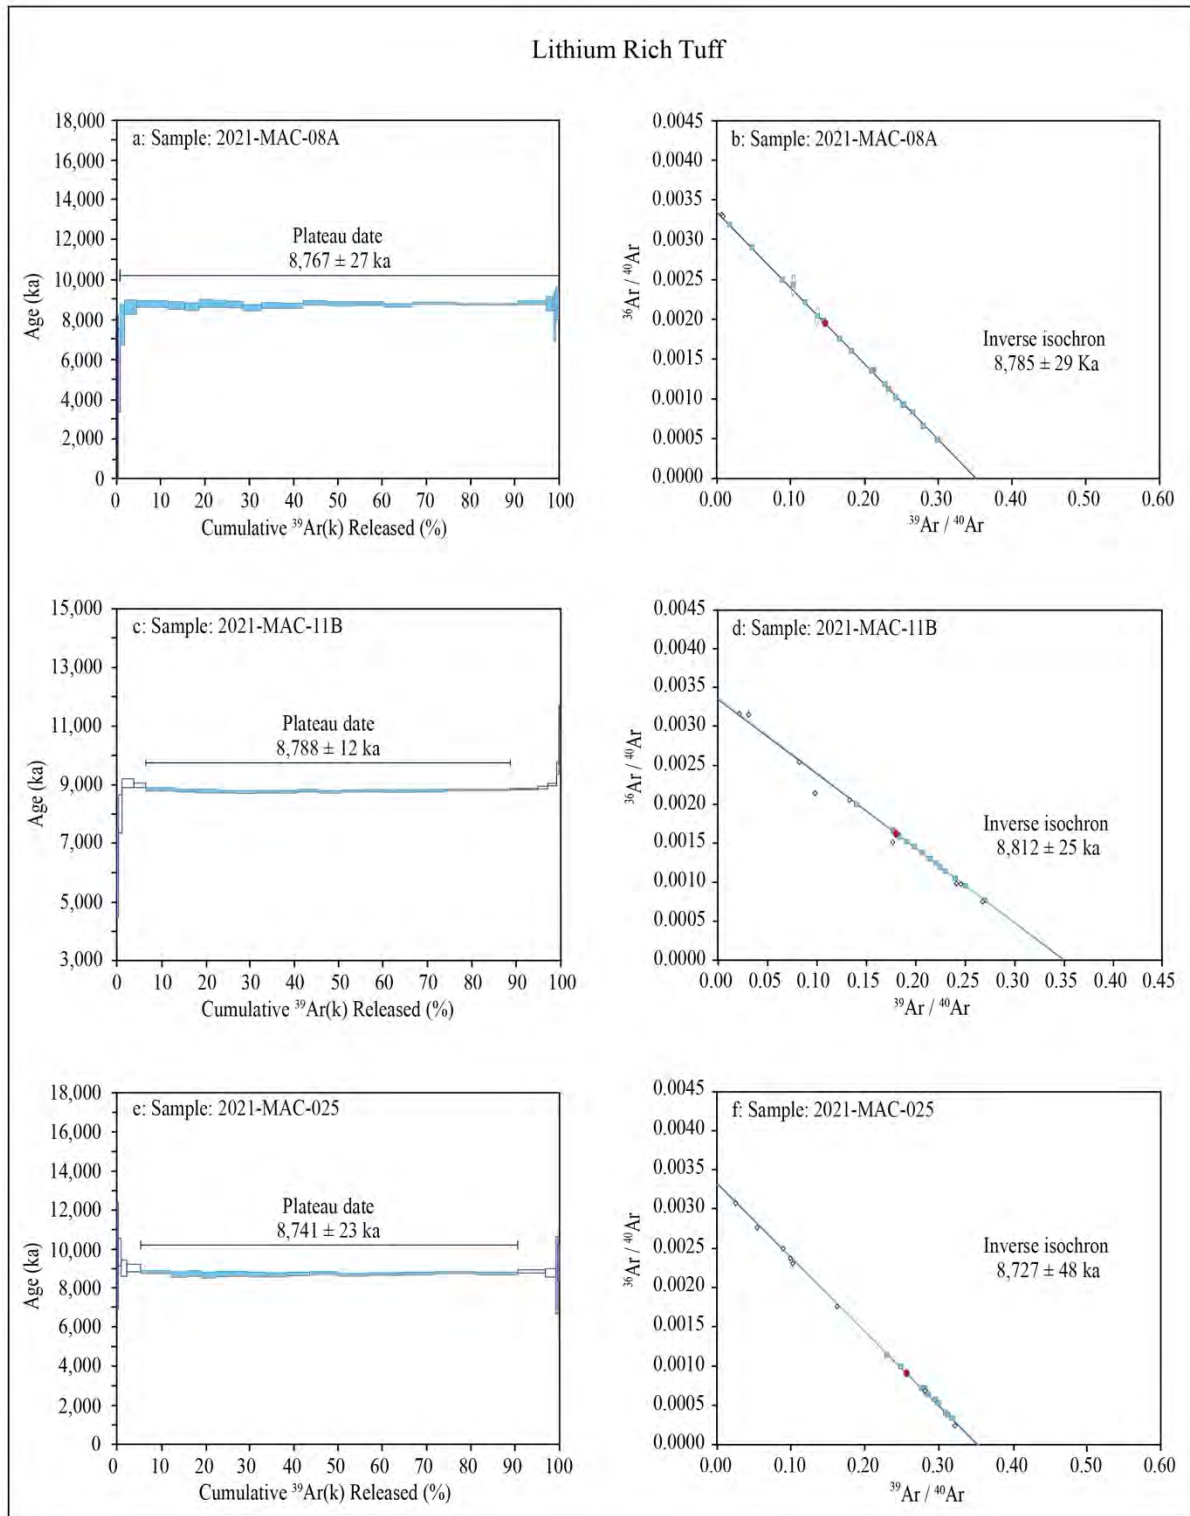 Lithium Rich Tuff
18,000
16,000
14,000
12,000
10,000
8,000
6,000
4,000
2,000
0
Age (ka)
a: Sample: 2021-MAC-08A
Plateau date
8,767 ± 27 ka
0 10 20 30 40 50 60 70 80 90 100
Cumulative ³⁹Ar(k) Released (%)
0.0045
0.0040
0.0035
0.0030
0.0025
0.0020
0.0015
0.0010
0.0005
0.0000
³⁶Ar / ⁴⁰Ar
b: Sample: 2021-MAC-08A
Inverse isochron
8,785 ± 29 Ka
0.00 0.10 0.20 0.30 0.40 0.50 0.60
³⁹Ar / ⁴⁰Ar
15,000
13,000
11,000
9,000
7,000
5,000
3,000
Age (ka)
c: Sample: 2021-MAC-11B
Plateau date
8,788 ± 12 ka
0 10 20 30 40 50 60 70 80 90 100
Cumulative ³⁹Ar(k) Released (%)
0.0045
0.0040
0.0035
0.0030
0.0025
0.0020
0.0015
0.0010
0.0005
0.0000
³⁶Ar / ⁴⁰Ar
d: Sample: 2021-MAC-11B
Inverse isochron
8,812 ± 25 ka
0.00 0.05 0.10 0.15 0.20 0.25 0.30 0.35 0.40 0.45
³⁹Ar / ⁴⁰Ar
18,000
16,000
14,000
12,000
10,000
8,000
6,000
4,000
2,000
0
Age (ka)
e: Sample: 2021-MAC-025
Plateau date
8,741 ± 23 ka
0 10 20 30 40 50 60 70 80 90 100
Cumulative ³⁹Ar(k) Released (%)
0.0045
0.0040
0.0035
0.0030
0.0025
0.0020
0.0015
0.0010
0.0005
0.0000
³⁶Ar / ⁴⁰Ar
f: Sample: 2021-MAC-025
Inverse isochron
8,727 ± 48 ka
0.00 0.10 0.20 0.30 0.40 0.50 0.60
³⁹Ar / ⁴⁰Ar